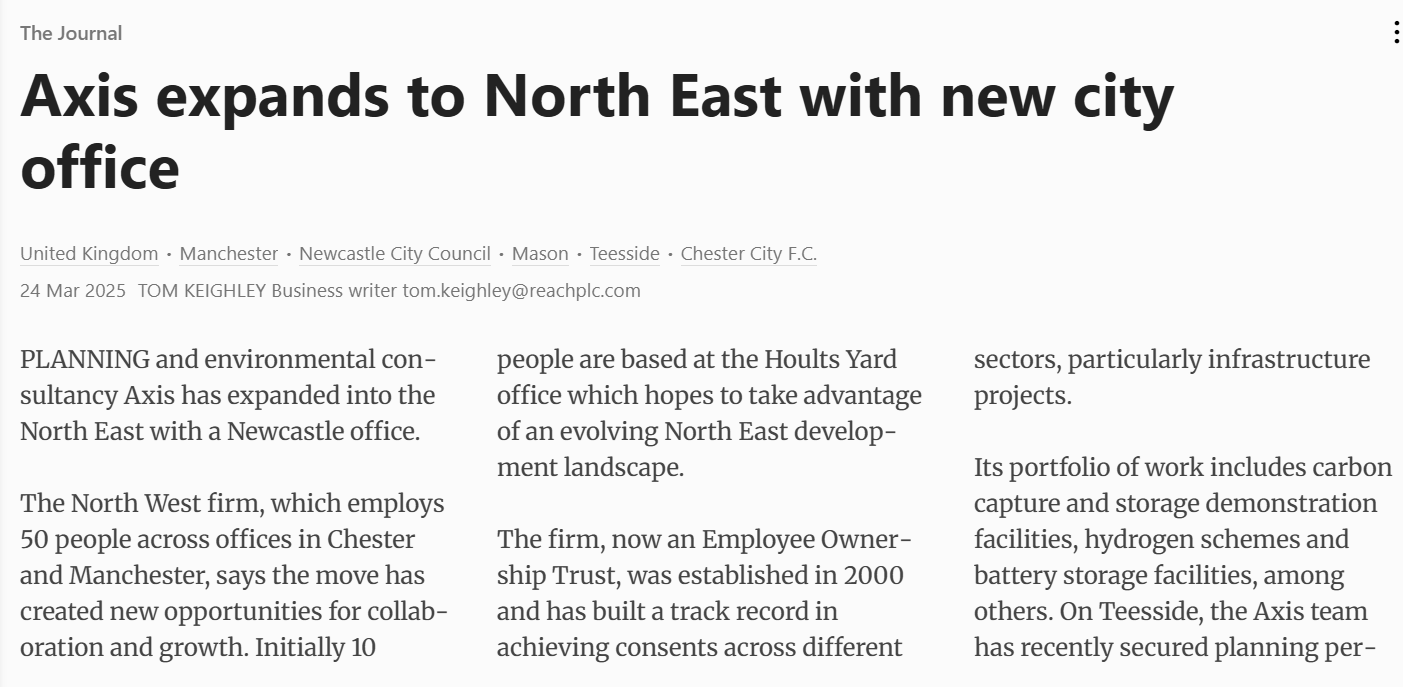 The Journal
Axis expands to North East with new city
office
United Kingdom · Manchester · Newcastle City Council · Mason · Teesside · Chester City F.C.
24 Mar 2025 TOM KEIGHLEY Business writer tom.keighley@reachplc.com
PLANNING and environmental con-
sultancy Axis has expanded into the
North East with a Newcastle office.
The North West firm, which employs
50 people across offices in Chester
and Manchester, says the move has
created new opportunities for collab-
oration and growth. Initially 10
people are based at the Hoults Yard
office which hopes to take advantage
of an evolving North East develop-
ment landscape.
The firm, now an Employee Owner-
ship Trust, was established in 2000
and has built a track record in
achieving consents across different
sectors, particularly infrastructure
projects.
Its portfolio of work includes carbon
capture and storage demonstration
facilities, hydrogen schemes and
battery storage facilities, among
others. On Teesside, the Axis team
has recently secured planning per-